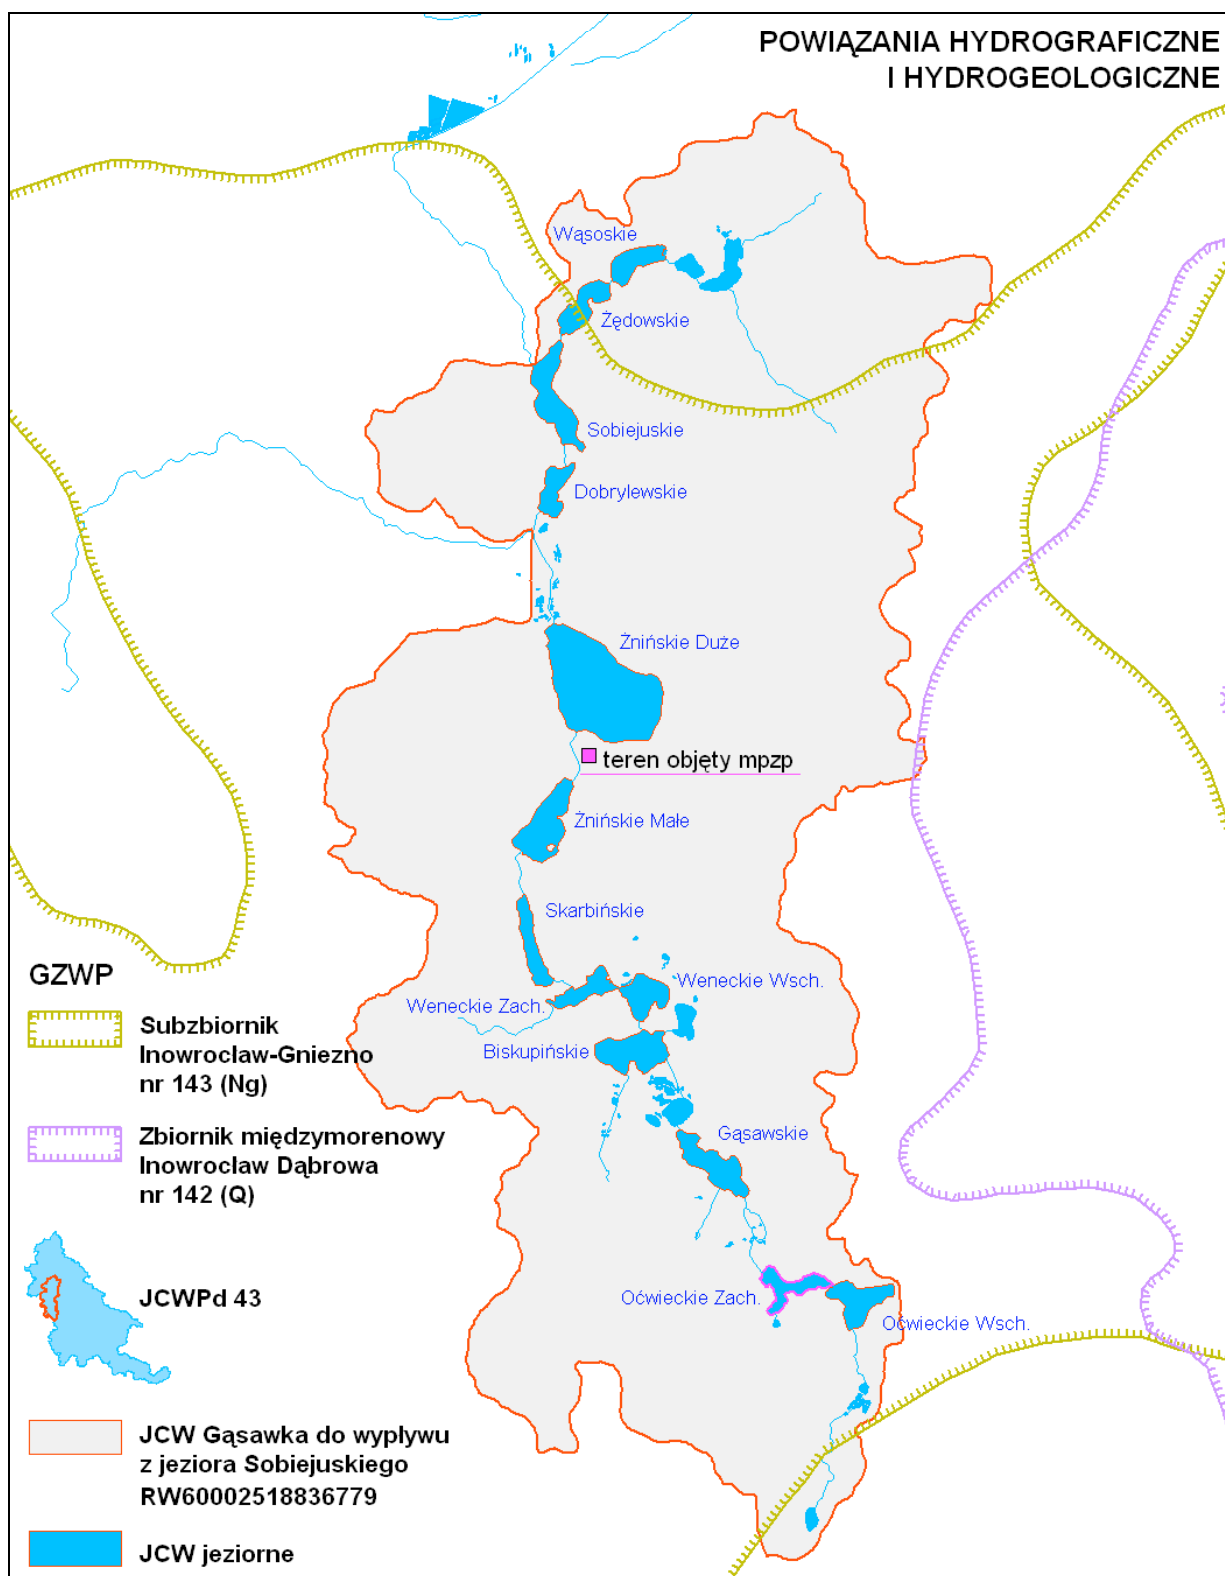 POWIĄZANIA HYDROGRAFICZNE
I HYDROGEOLOGICZNE
Wąsoskie
Żędowskie
Sobiejuskie
Dobrylewskie
Żnińskie Duże
teren objęty mpzp
Żnińskie Małe
Skarbińskie
Weneckie Wsch.
Weneckie Zach.
Biskupińskie
Gąsawskie
Oćwieckie Zach.
Oćwieckie Wsch.
GZWP
Subzbiornik
Inowrocław-Gniezno
nr 143 (Ng)
Zbiornik międzymorenowy
Inowrocław Dąbrowa
nr 142 (Q)
JCWPd 43
JCW Gąsawka do wypływu
z jeziora Sobiejuskiego
RW60002518836779
JCW jeziorne